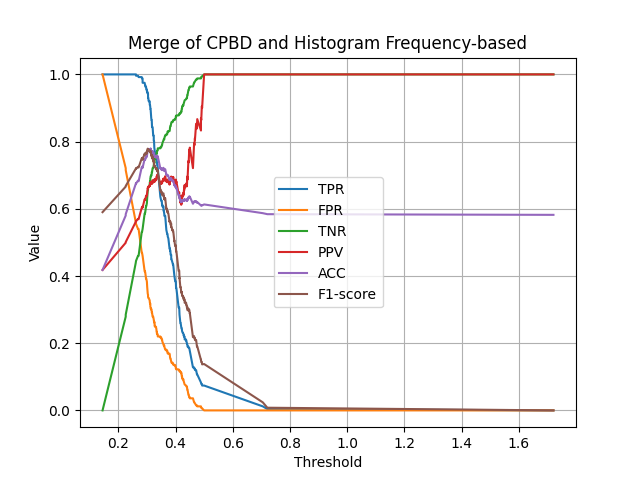 Merge of CPBD and Histogram Frequency-based
1.0
0.8
0.6
0.4
0.2
0.0
Value
TPR
FPR
TNR
PPV
ACC
F1-score
0.2 0.4 0.6 0.8 1.0 1.2 1.4 1.6
Threshold